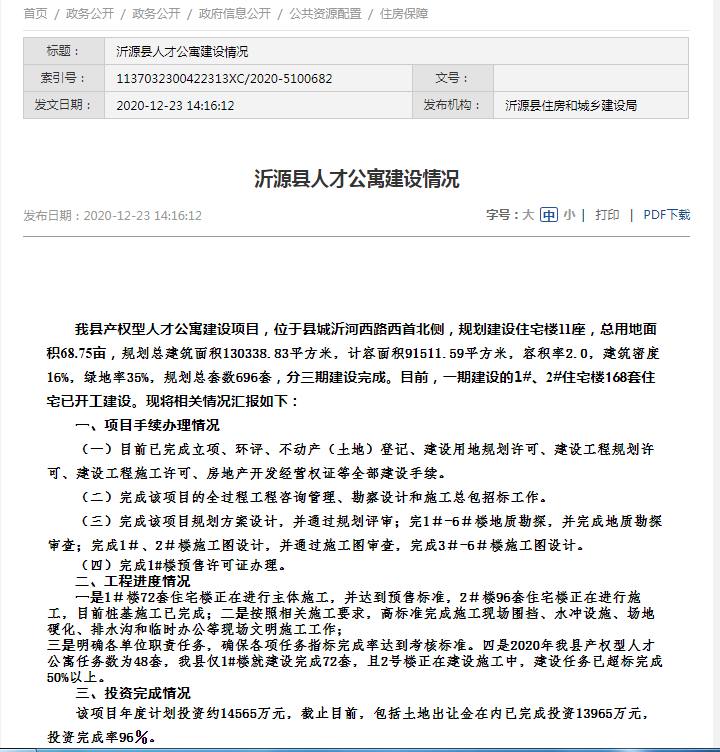 首页 / 政务公开 / 政务公开 / 政府信息公开 / 公共资源配置 / 住房保障
标题： 沂源县人才公寓建设情况
索引号： 1137032300422313XC/2020-5100682 文号：
发文日期： 2020-12-23 14:16:12 发布机构： 沂源县住房和城乡建设局
沂源县人才公寓建设情况
发布日期：2020-12-23 14:16:12 字号：大 中 小 | 打印 | PDF下载
我县产权型人才公寓建设项目，位于县城沂河西路西首北侧，规划建设住宅楼11座，总用地面
积68.75亩，规划总建筑面积130338.83平方米，计容面积91511.59平方米，容积率2.0，建筑密度
16%，绿地率35%，规划总套数696套，分三期建设完成。目前，一期建设的1#、2#住宅楼168套住
宅已开工建设。现将相关情况汇报如下：
一、项目手续办理情况
（一）目前已完成立项、环评、不动产（土地）登记、建设用地规划许可、建设工程规划许
可、建设工程施工许可、房地产开发经营权证等全部建设手续。
（二）完成该项目的全过程工程咨询管理、勘察设计和施工总包招标工作。
（三）完成该项目规划方案设计，并通过规划评审；完1＃-6＃楼地质勘探，并完成地质勘探
审查；完成1＃、2＃楼施工图设计，并通过施工图审查，完成3＃-6＃楼施工图设计。
（四）完成1#楼预售许可证办理。
二、工程进度情况
一是1＃楼72套住宅楼正在进行主体施工，并达到预售标准，2＃楼96套住宅楼正在进行施
工，目前桩基施工已完成；二是按照相关施工要求，高标准完成施工现场围挡、水冲设施、场地
硬化、排水沟和临时办公等现场文明施工工作；
三是明确各单位职责任务，确保各项任务指标完成率达到考核标准。四是2020年我县产权型人才
公寓任务数为48套，我县仅1#楼就建设完成72套，且2号楼正在建设施工中，建设任务已超标完成
50%以上。
三、投资完成情况
该项目年度计划投资约14565万元，截止目前，包括土地出让金在内已完成投资13965万元，
投资完成率96%。